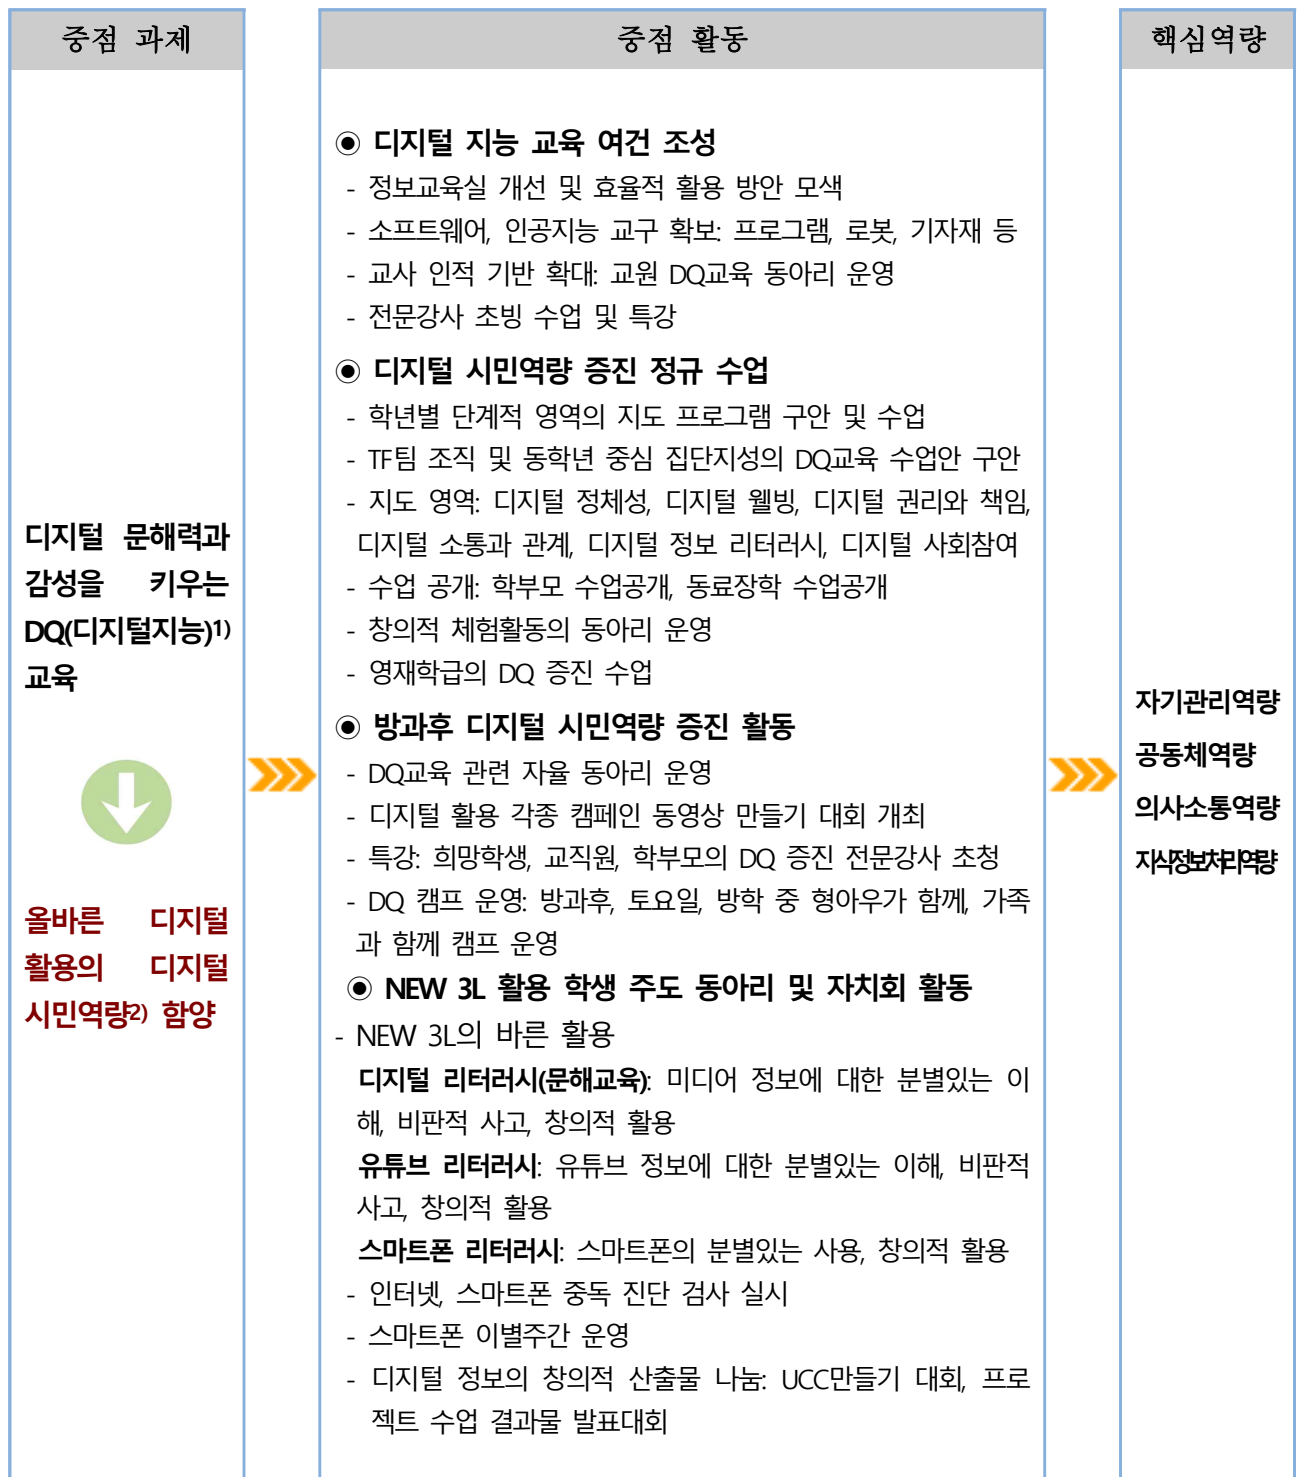 중점 과제
디지털 문해력과
감성을 키우는
DQ(디지털지능)1)
교육
올바른 디지털
활용의 디지털
시민역량2) 함양
중점 활동
◉ 디지털 지능 교육 여건 조성
- 정보교육실 개선 및 효율적 활용 방안 모색
- 소프트웨어, 인공지능 교구 확보: 프로그램, 로봇, 기자재 등
- 교사 인적 기반 확대: 교원 DQ교육 동아리 운영
- 전문강사 초빙 수업 및 특강
◉ 디지털 시민역량 증진 정규 수업
- 학년별 단계적 영역의 지도 프로그램 구안 및 수업
- TF팀 조직 및 동학년 중심 집단지성의 DQ교육 수업안 구안
- 지도 영역: 디지털 정체성, 디지털 웰빙, 디지털 권리와 책임,
디지털 소통과 관계, 디지털 정보 리터러시, 디지털 사회참여
- 수업 공개: 학부모 수업공개, 동료장학 수업공개
- 창의적 체험활동의 동아리 운영
- 영재학급의 DQ 증진 수업
◉ 방과후 디지털 시민역량 증진 활동
- DQ교육 관련 자율 동아리 운영
- 디지털 활용 각종 캠페인 동영상 만들기 대회 개최
- 특강: 희망학생, 교직원, 학부모의 DQ 증진 전문강사 초청
- DQ 캠프 운영: 방과후, 토요일, 방학 중 형아우가 함께, 가족
과 함께 캠프 운영
◉ NEW 3L 활용 학생 주도 동아리 및 자치회 활동
- NEW 3L의 바른 활용
디지털 리터러시(문해교육): 미디어 정보에 대한 분별있는 이
해, 비판적 사고, 창의적 활용
유튜브 리터러시: 유튜브 정보에 대한 분별있는 이해, 비판적
사고, 창의적 활용
스마트폰 리터러시: 스마트폰의 분별있는 사용, 창의적 활용
- 인터넷, 스마트폰 중독 진단 검사 실시
- 스마트폰 이별주간 운영
- 디지털 정보의 창의적 산출물 나눔: UCC만들기 대회, 프로
젝트 수업 결과물 발표대회
핵심역량
자기관리역량
공동체역량
의사소통역량
지식정보처리역량